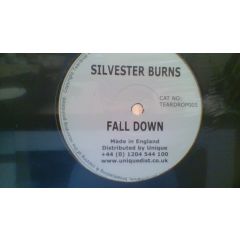 SILVESTER BURNS
CAT NO:
TEARDROP001
FALL DOWN
Made in England
Distributed by Unique
+44 (0) 1204 544 100
www.uniquedist.co.uk